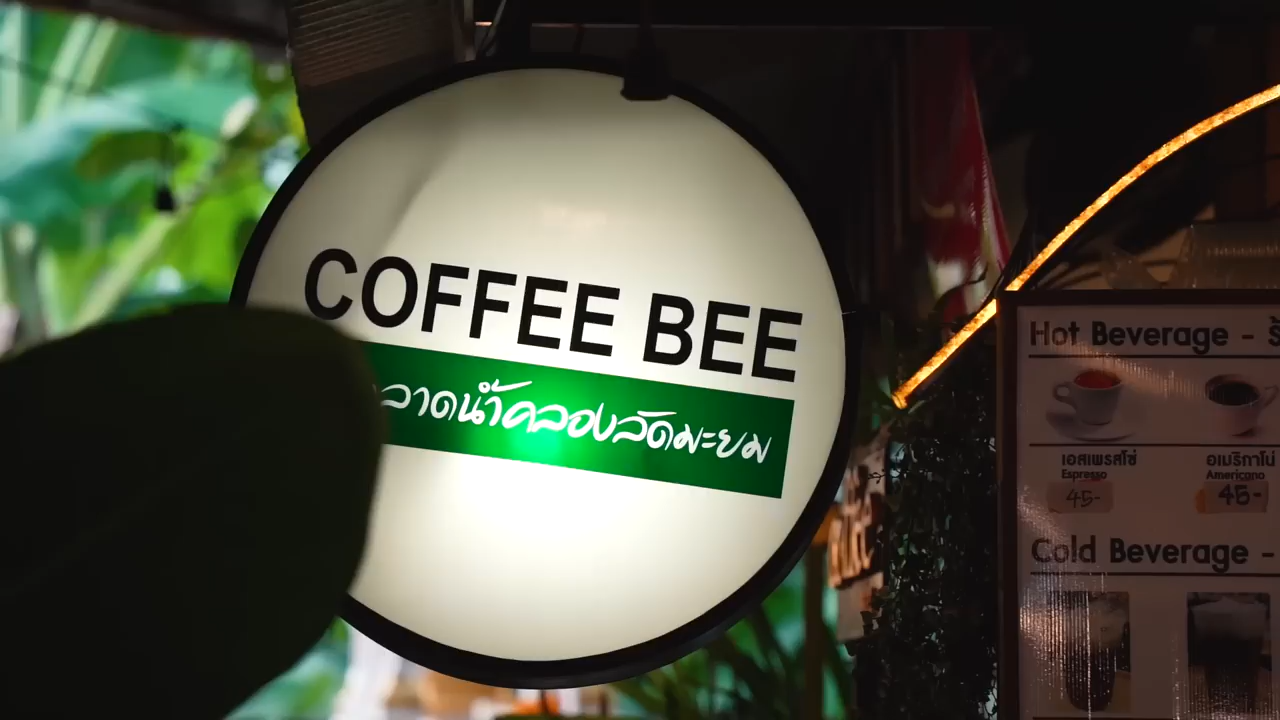 COFFEE BEE
ลาดน้ำคลองลัดมะยม
Hot Beverage - ร้
เอสเพรสโซ่
Espresso
45-
อเมริกาโน่
Americano
45-
Cold Beverage -